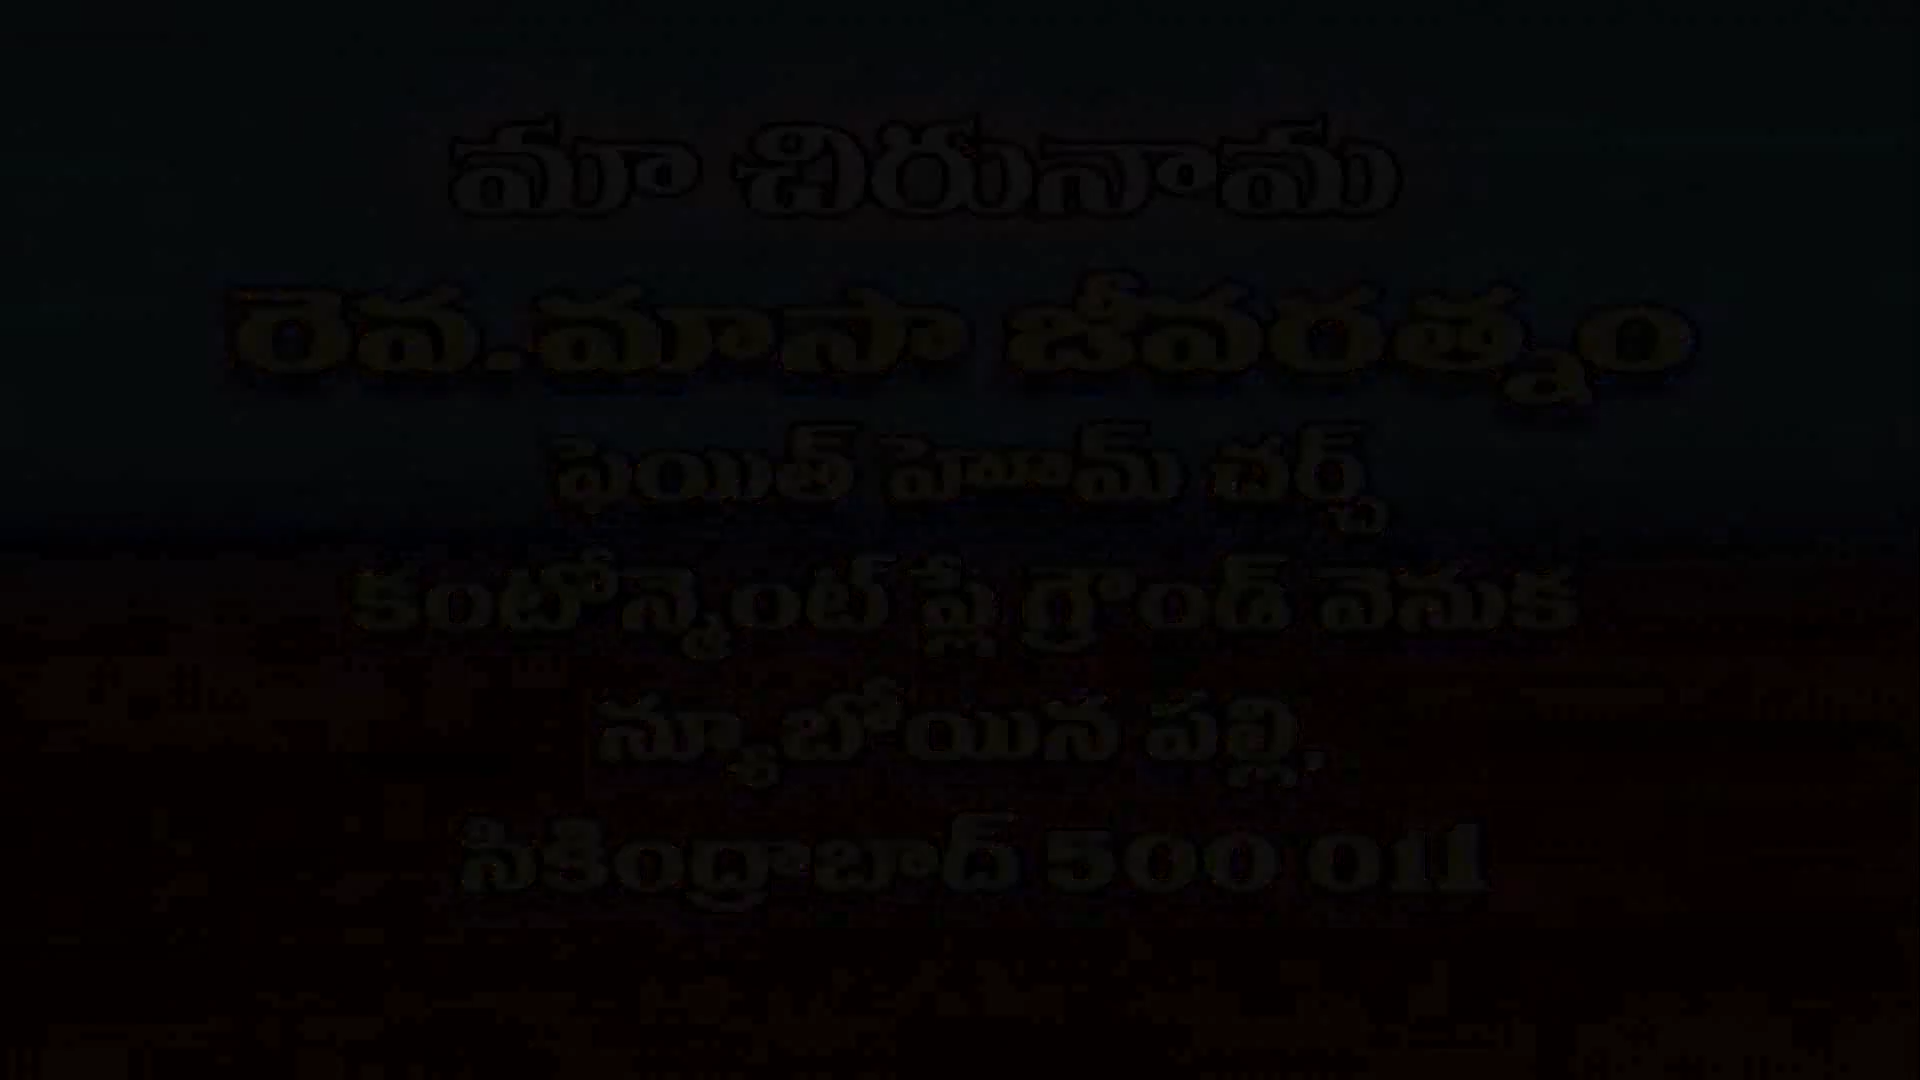 మా చిరునామ
రెవ.మాసా జీవరత్నం
ఫెయిత్ హెూమ్ చర్చ్
కంటోన్మెంట్ ప్లే గ్రౌండ్ వెనుక
న్యూబోయిన పల్లి,
సికింద్రాబాద్ 500 011